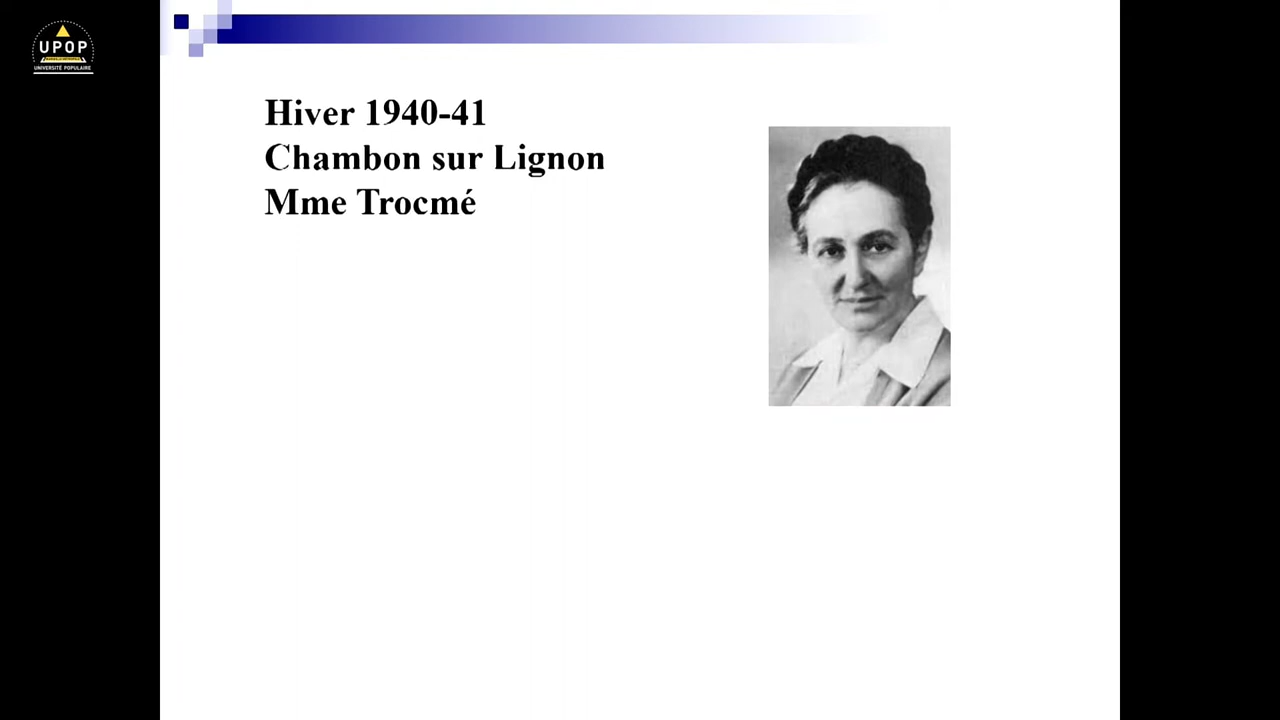 UPOP
UNIVERSITÉ POPULAIRE
Hiver 1940-41
Chambon sur Lignon
Mme Trocmé